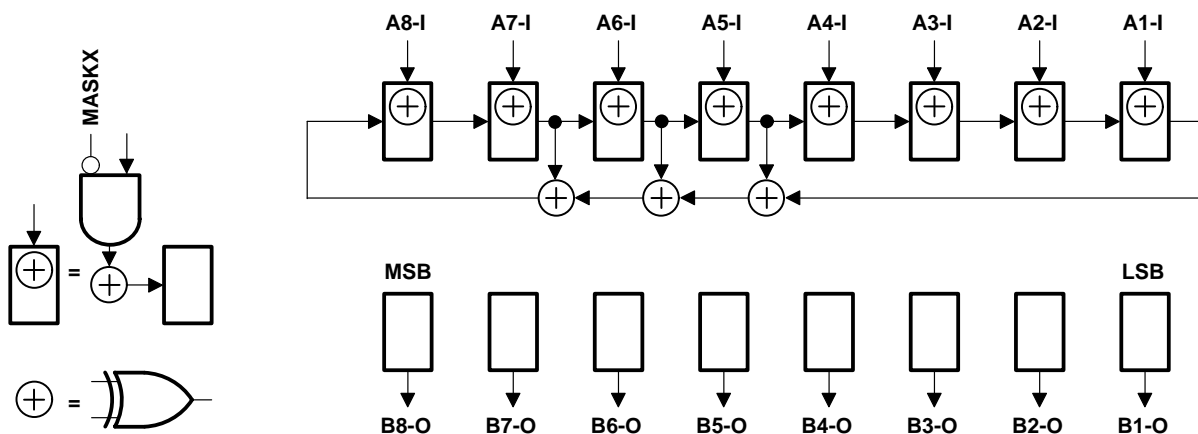 A8-I A7-I A6-I A5-I A4-I A3-I A2-I A1-I
MASKX
=
MSB LSB
=
B8-O B7-O B6-O B5-O B4-O B3-O B2-O B1-O